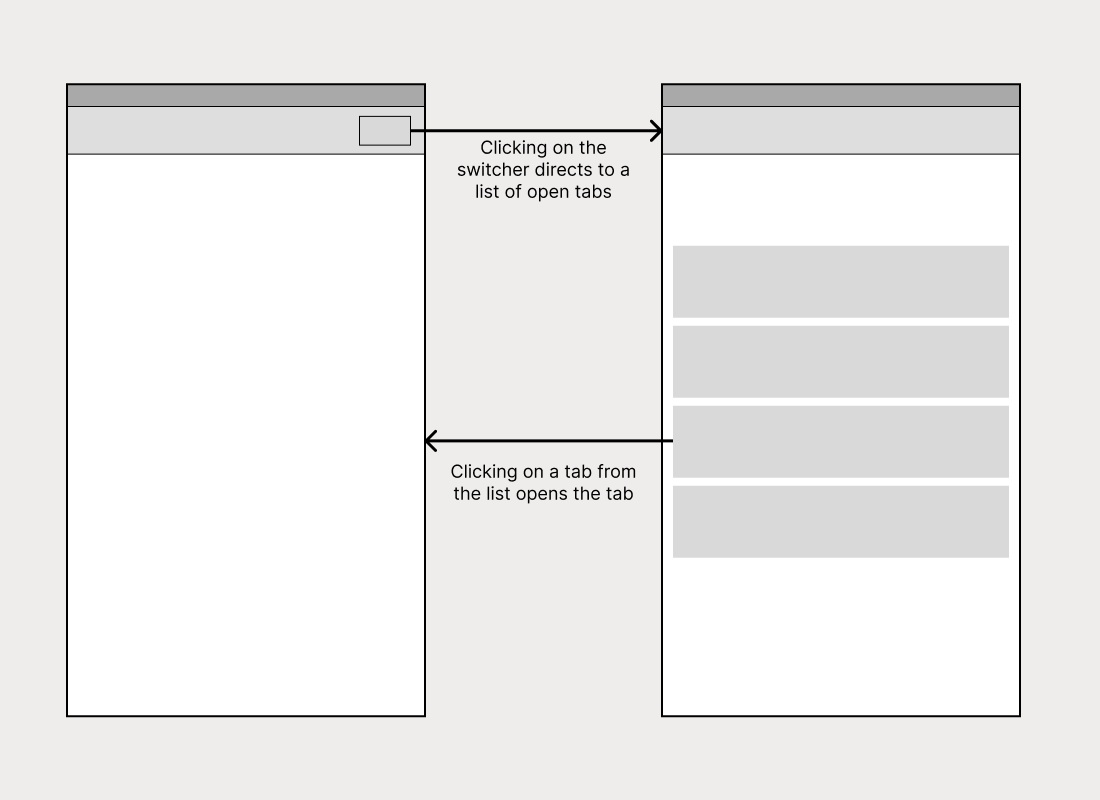 Clicking on the
switcher directs to a
list of open tabs
Clicking on a tab from
the list opens the tab